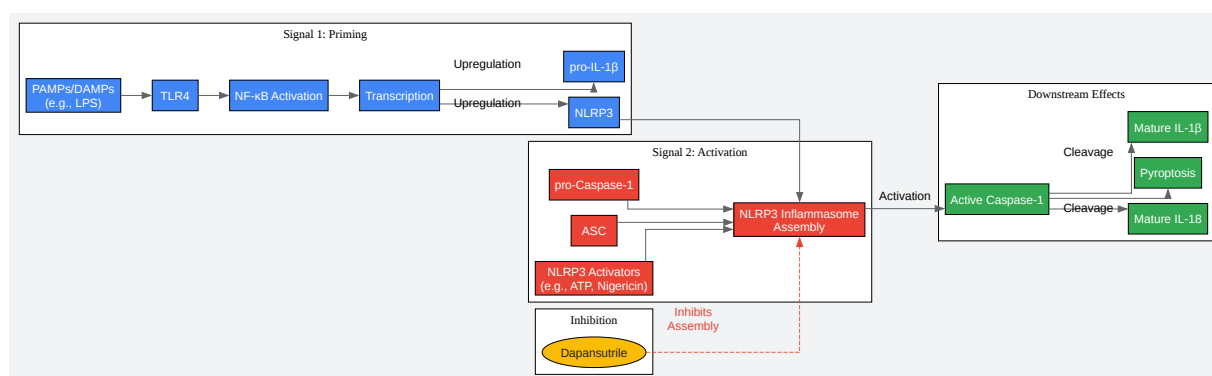 Signal 1: Priming
PAMPs/DAMPs
(e.g., LPS)
TLR4
NF-κB Activation
Transcription
Upregulation
Upregulation
pro-IL-1β
NLRP3
Signal 2: Activation
pro-Caspase-1
ASC
NLRP3 Activators
(e.g., ATP, Nigericin)
NLRP3 Inflammasome
Assembly
Activation
Downstream Effects
Active Caspase-1
Cleavage
Cleavage
Mature IL-1β
Pyroptosis
Mature IL-18
Inhibition
Dapansutrile
Inhibits
Assembly